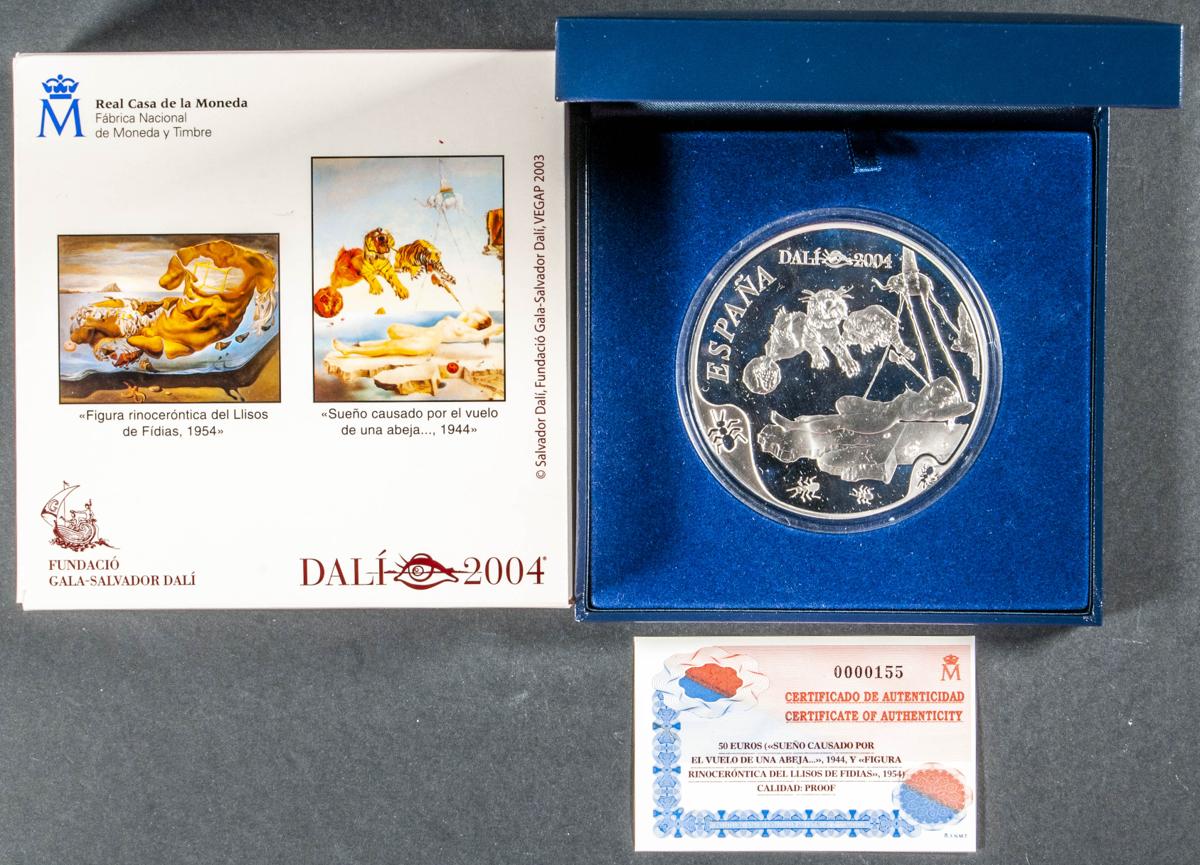 M
Real Casa de la Moneda
Fábrica Nacional
de Moneda y Timbre
«Figura rinoceróntica del Llisos
de Fídias, 1954»
«Sueño causado por el vuelo
de una abeja..., 1944»
© Salvador Dalí, Fundació Gala-Salvador Dalí, VEGAP 2003
FUNDACIÓ
GALA-SALVADOR DALÍ
DALÍ 2004
DALÍ 2004
ESPAÑA
0000155
M
CERTIFICADO DE AUTENTICIDAD
CERTIFICATE OF AUTHENTICITY
50 EUROS («SUEÑO CAUSADO POR
EL VUELO DE UNA ABEJA...», 1944, Y «FIGURA
RINOCERÓNTICA DEL LLISOS DE FIDIAS», 1954)
CALIDAD: PROOF